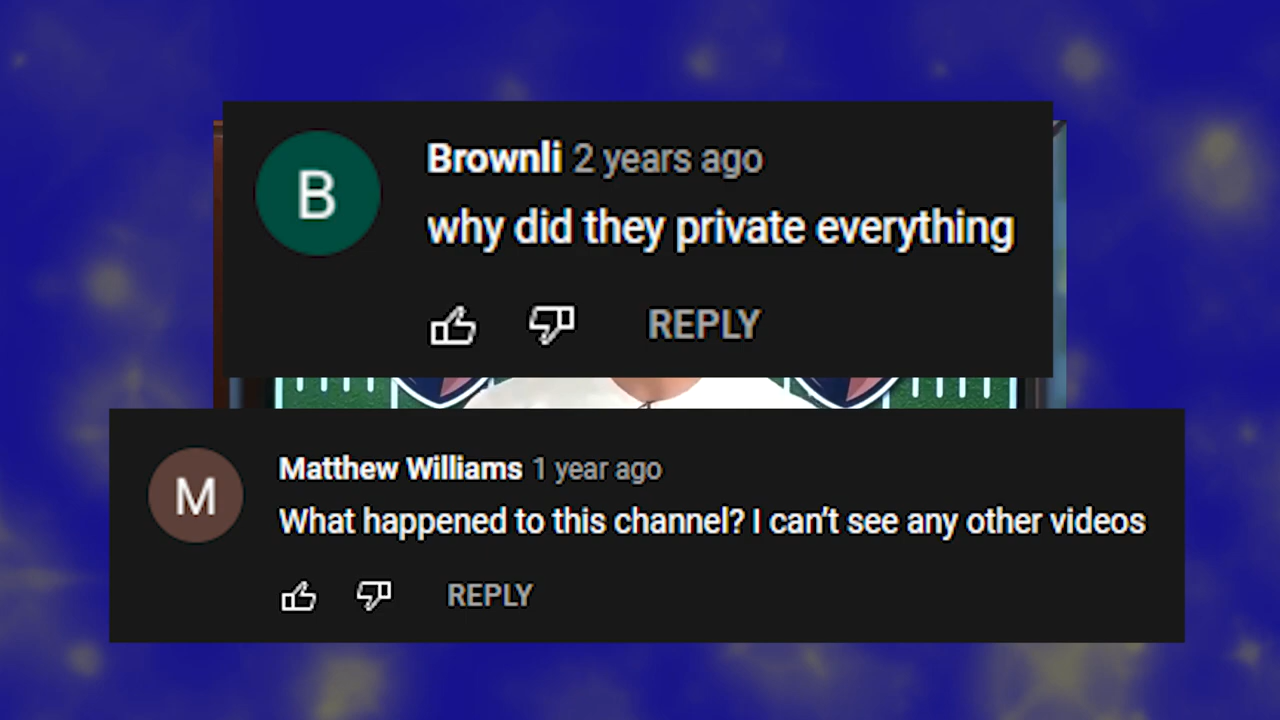 B
Brownli 2 years ago
why did they private everything
REPLY
M
Matthew Williams 1 year ago
What happened to this channel? I can't see any other videos
REPLY